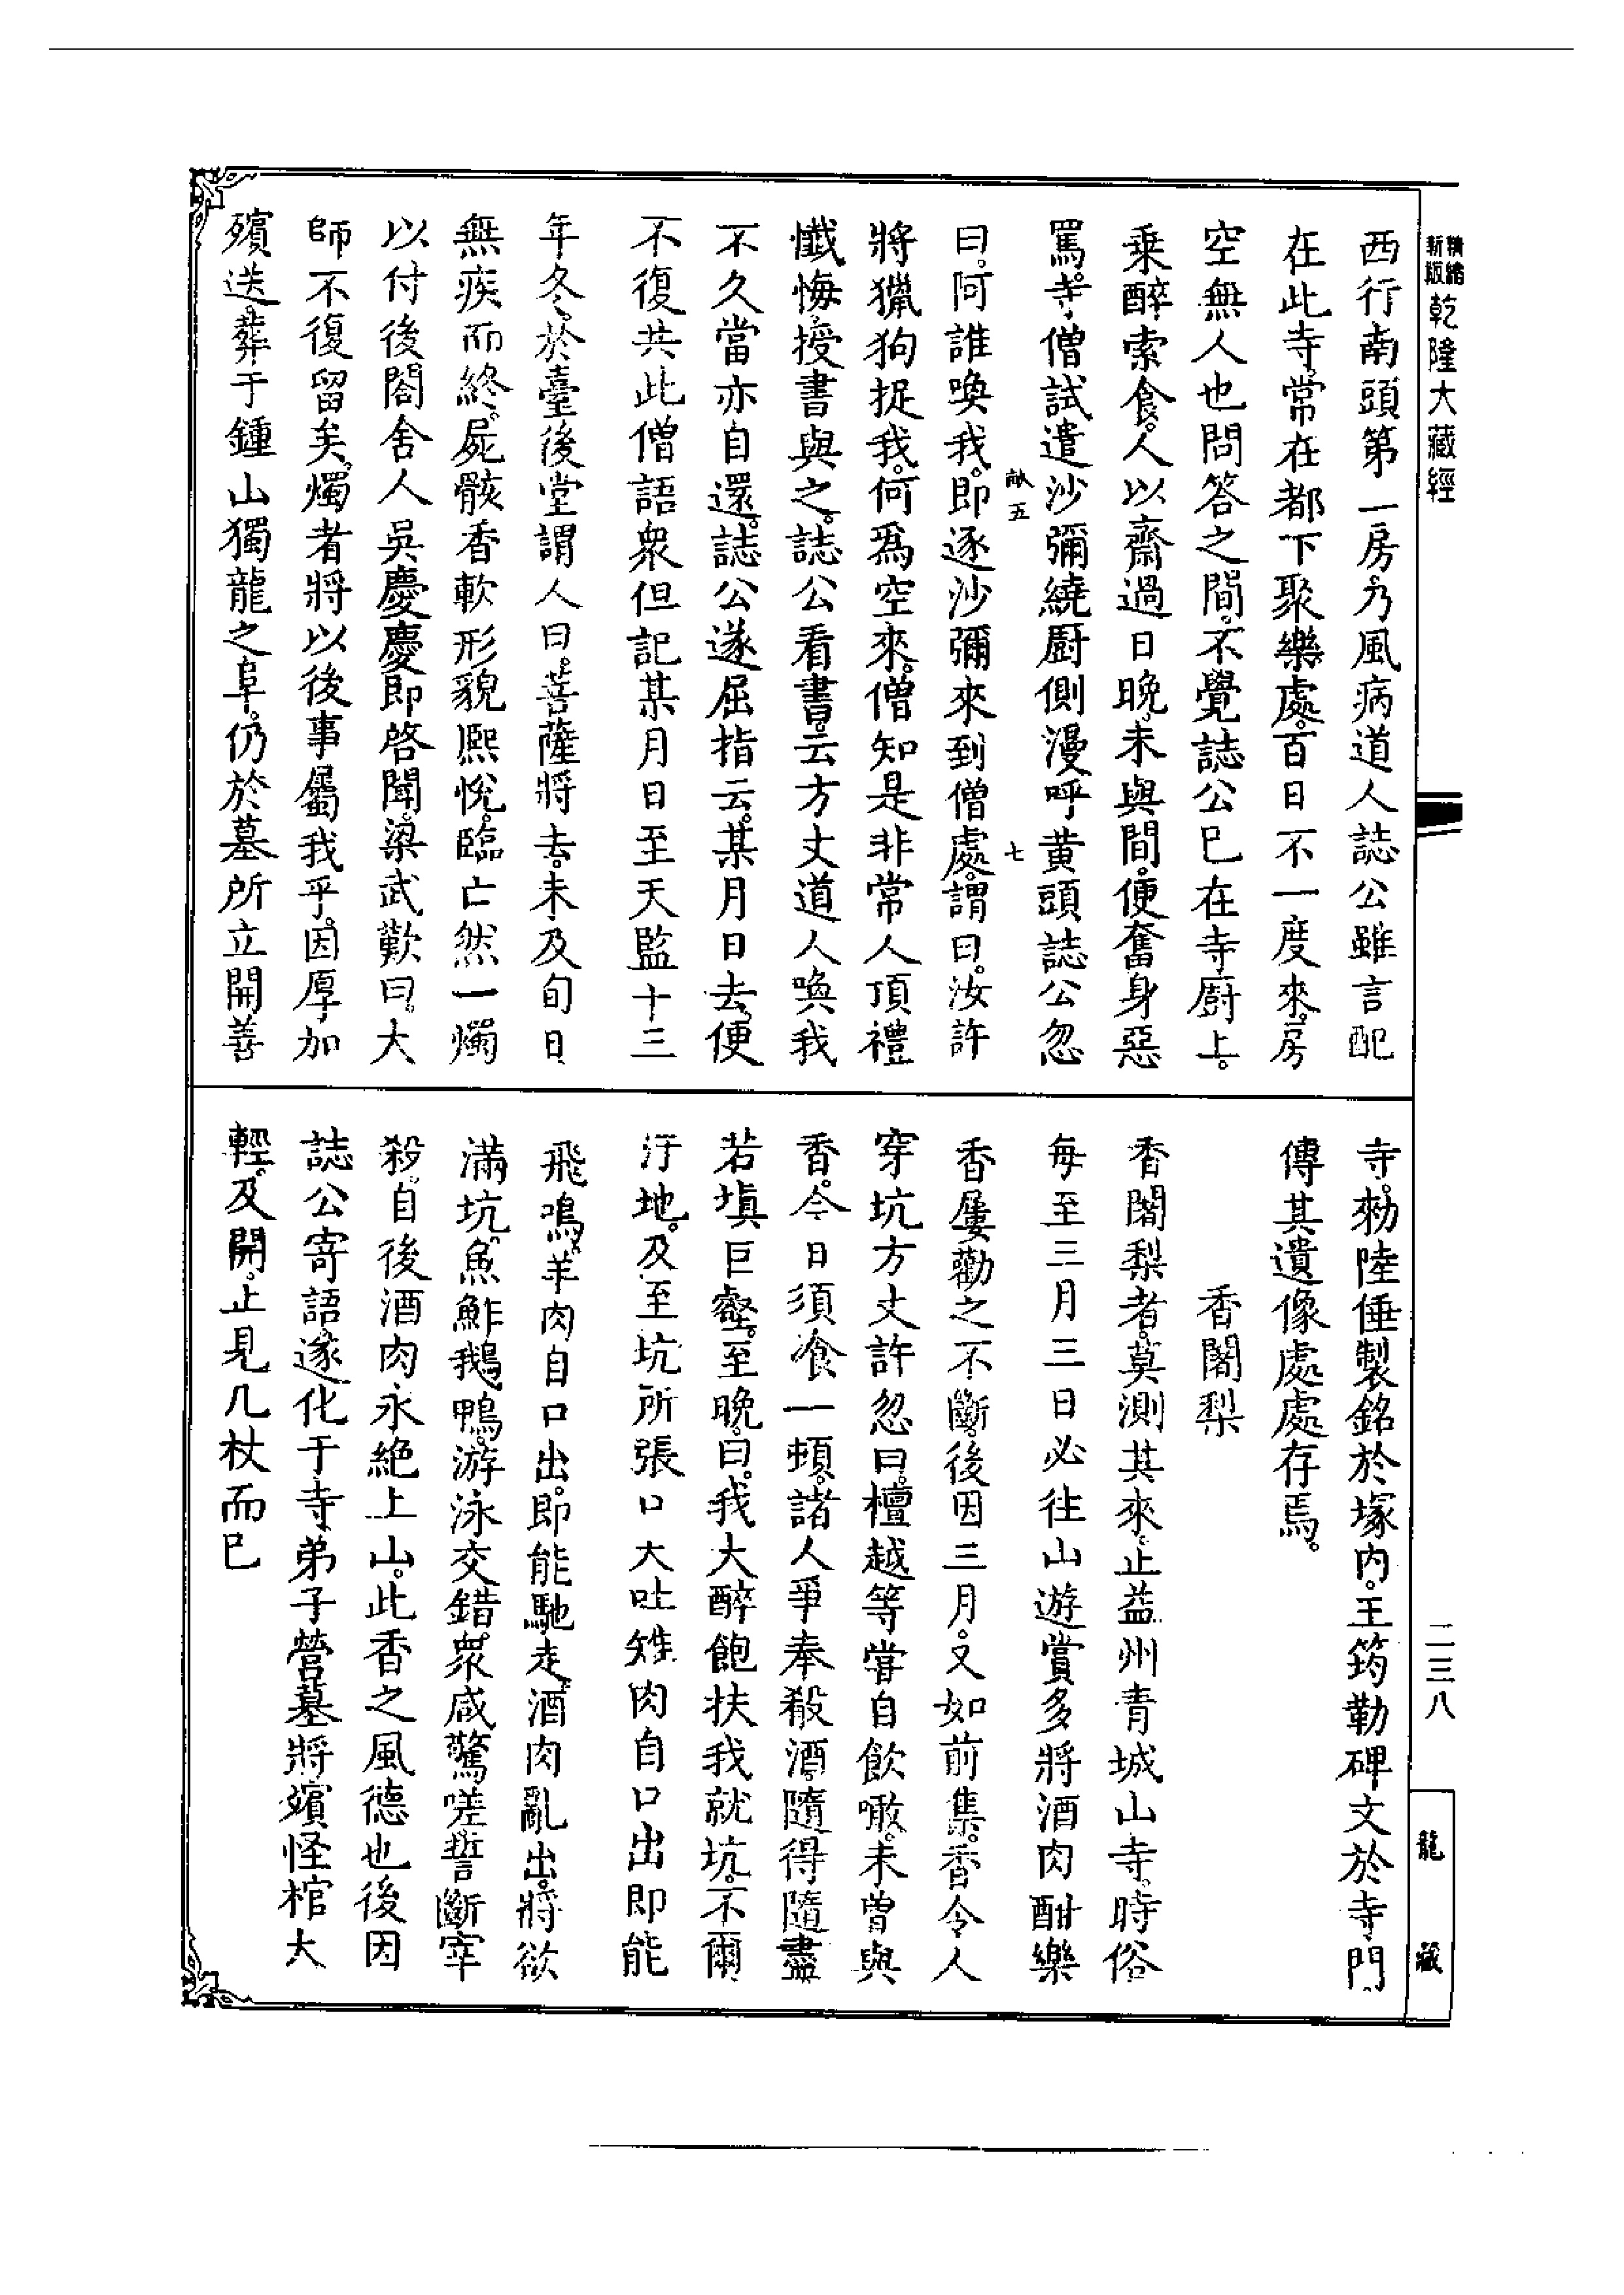 精縮新版乾隆大藏經
西行南頭第一房乃風病道人誌公雖言配
在此寺常在都下聚樂處百日不一度來房
空無人也問答之間不覺誌公已在寺廚上
乗醉索食人以齋過日晚未與間便奮身惡
罵寺僧試遣沙彌繞廚側漫呼黄頭誌公忽
曰阿誰喚我即逐沙彌來到僧處謂曰汝許
將獵狗捉我何爲空來僧知是非常人頂禮
懺悔授書與之誌公看書云方丈道人喚我
不久當亦自還誌公遂屈指云某月日去便
不復共此僧語衆但記某月日至天監十三
年冬於臺後堂謂人曰菩薩將去未及旬日
無疾而終屍骸香軟形貌熙悅臨亡然一燭
以付後閤舍人吳慶慶即啓聞梁武歎曰大
師不復留矣燭者將以後事屬我乎因厚加
殯送葬于鍾山獨龍之阜仍於墓所立開善
寺勑陸倕製銘於塚内王筠勒碑文於寺門
傳其遺像處處存焉
香闍梨
香闍梨者莫測其來止益州青城山寺時俗
每至三月三日必往山遊賞多將酒肉酣樂
香屢勸之不斷後因三月又如前集香令人
穿坑方丈許忽曰檀越等嘗自飲噉未曾與
香今日須飡一頓諸人爭奉殽酒隨得隨盡
若塡巨壑至晚曰我大醉飽扶我就坑不爾
汙地及至坑所張口大吐雉肉自口出即能
飛鳴羊肉自口出即能馳走酒肉亂出將欲
滿坑魚鮓鵝鴨游泳交錯衆咸驚嗟誓斷宰
殺自後酒肉永絶上山此香之風德也後因
誌公寄語遂化于寺弟子營墓將殯怪棺大
輕及開止見几杖而已
五
七
二三八
龍藏